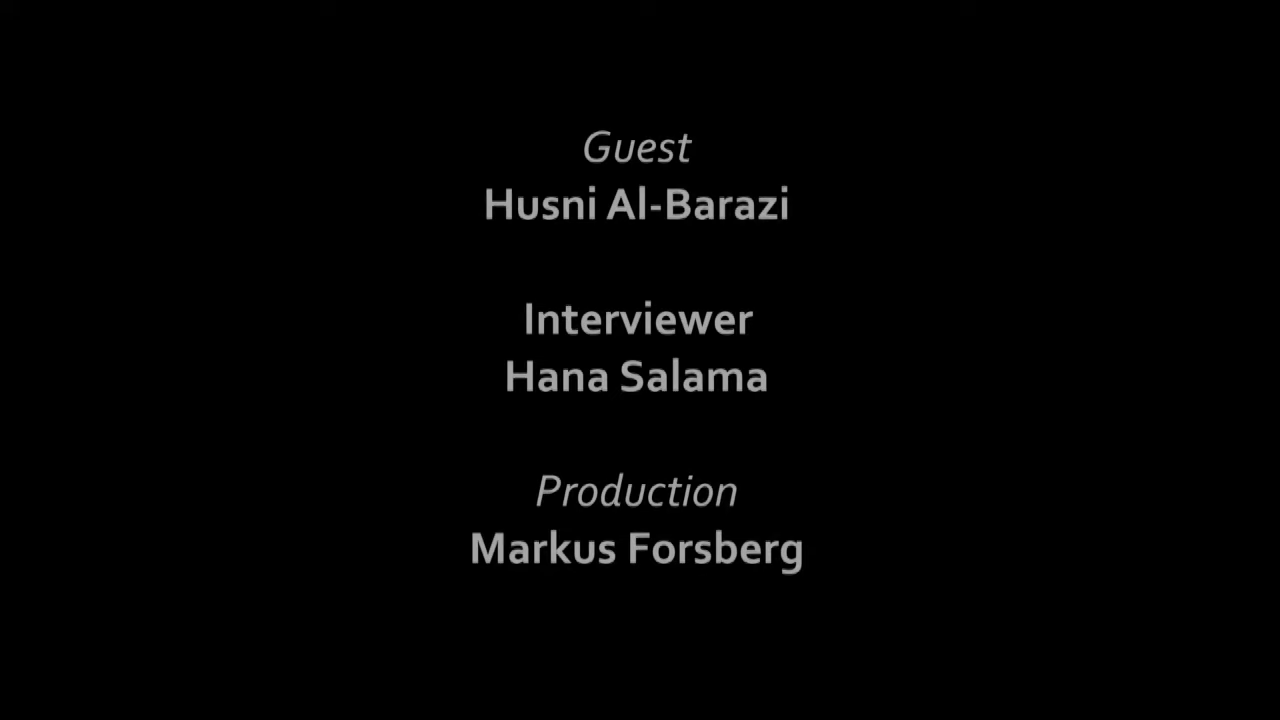 Guest
Husni Al-Barazi
Interviewer
Hana Salama
Production
Markus Forsberg